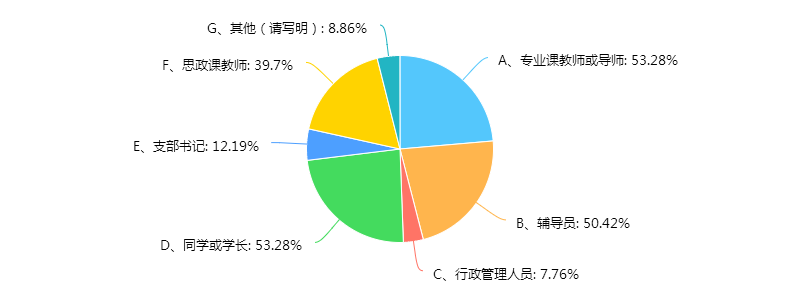 G、其他（请写明）: 8.86%
A、专业课教师或导师: 53.28%
F、思政课教师: 39.7%
E、支部书记: 12.19%
B、辅导员: 50.42%
D、同学或学长: 53.28%
C、行政管理人员: 7.76%